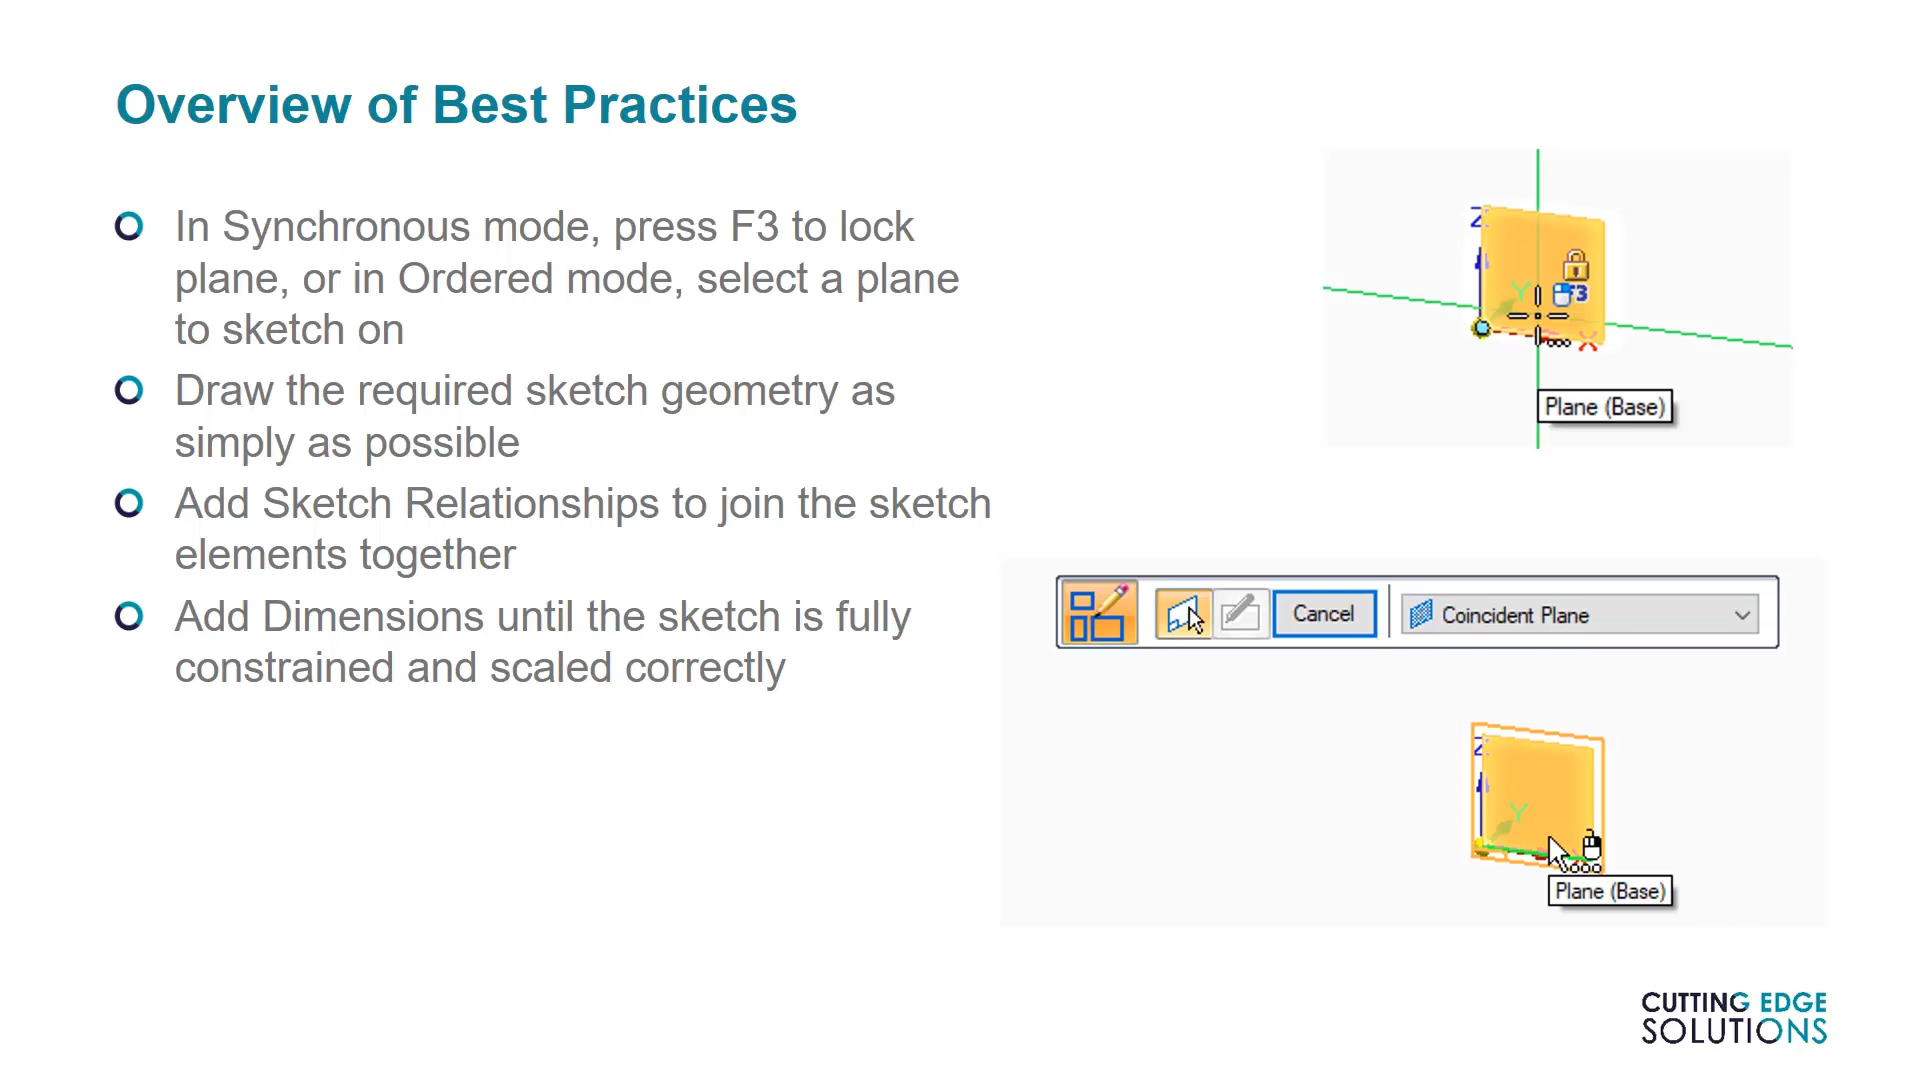 Overview of Best Practices
In Synchronous mode, press F3 to lock
plane, or in Ordered mode, select a plane
to sketch on
Draw the required sketch geometry as
simply as possible
Add Sketch Relationships to join the sketch
elements together
Add Dimensions until the sketch is fully
constrained and scaled correctly
Z
Y
F3
X
Plane (Base)
Cancel
Coincident Plane
Z
Y
Plane (Base)
CUTTING EDGE
SOLUTIONS